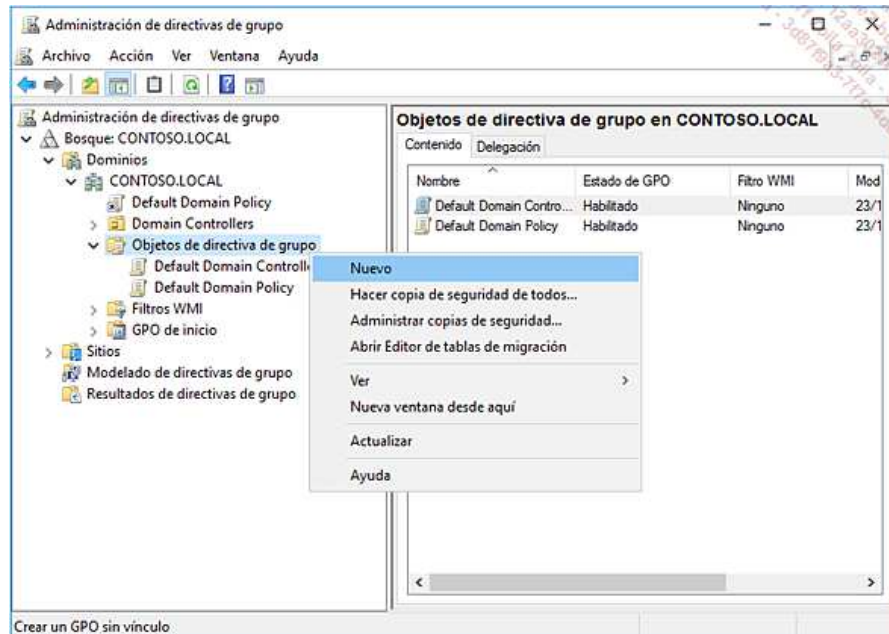 Administración de directivas de grupo
Archivo Acción Ver Ventana Ayuda
Administración de directivas de grupo
Bosque: CONTOSO.LOCAL
Dominios
CONTOSO.LOCAL
Default Domain Policy
Domain Controllers
Objetos de directiva de grupo
Default Domain Controll
Default Domain Policy
Filtros WMI
GPO de inicio
Sitios
Modelado de directivas de grupo
Resultados de directivas de grupo
Objetos de directiva de grupo en CONTOSO.LOCAL
Contenido Delegación
Nombre Estado de GPO Filtro WMI Mod
Default Domain Contro... Habilitado Ninguno 23/1
Default Domain Policy Habilitado Ninguno 23/1
Nuevo
Hacer copia de seguridad de todos...
Administrar copias de seguridad...
Abrir Editor de tablas de migración
Ver
Nueva ventana desde aquí
Actualizar
Ayuda
Crear un GPO sin vínculo